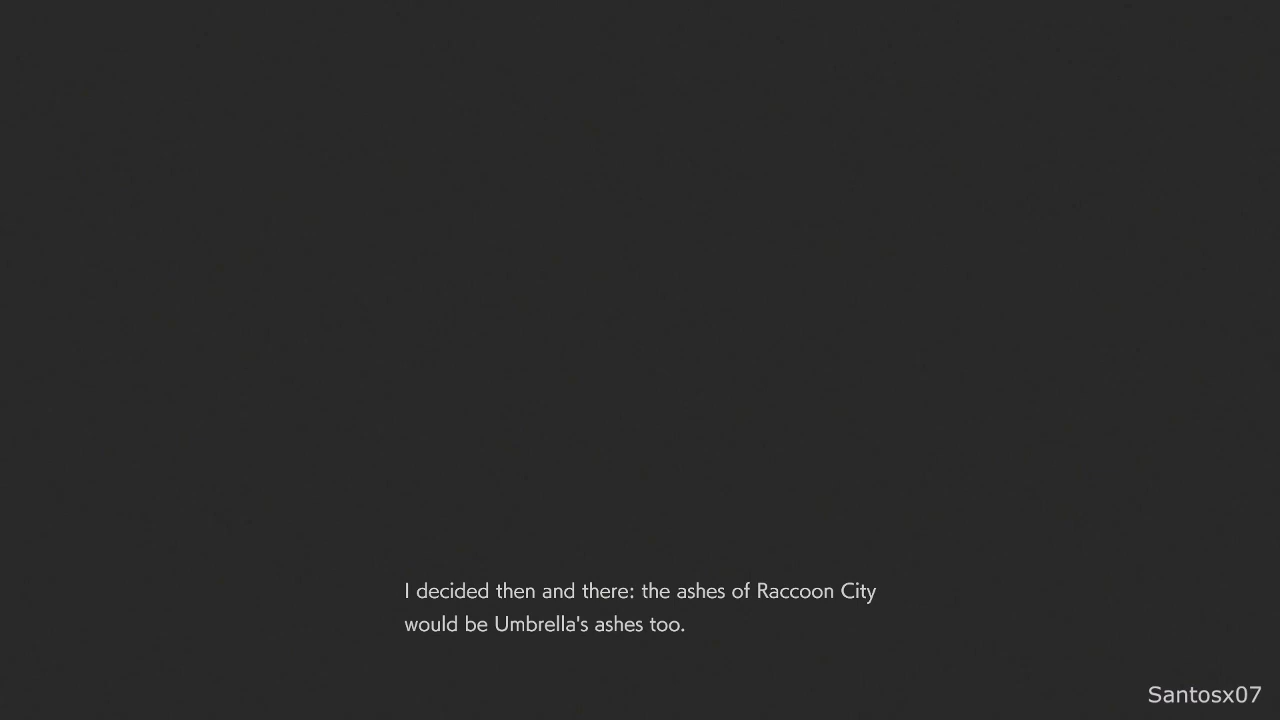 I decided then and there: the ashes of Raccoon City
would be Umbrella's ashes too.
Santosx07